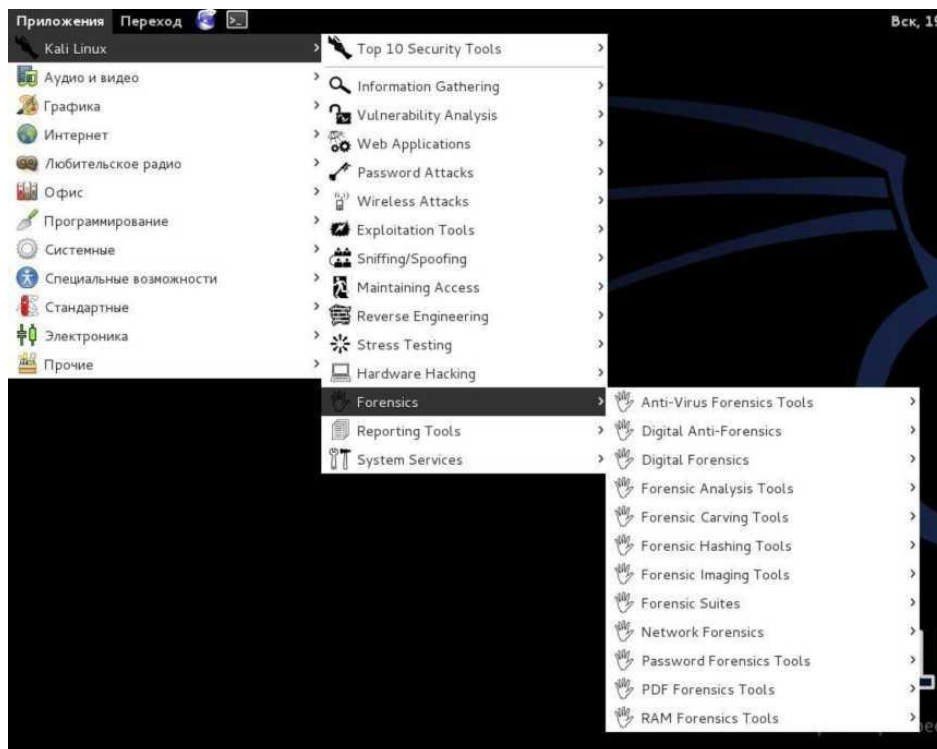 Приложения Переход Вск, 19
Kali Linux
Аудио и видео
Графика
Интернет
Любительское радио
Офис
Программирование
Системные
Специальные возможности
Стандартные
Электроника
Прочие
Top 10 Security Tools
Information Gathering
Vulnerability Analysis
Web Applications
Password Attacks
Wireless Attacks
Exploitation Tools
Sniffing/Spoofing
Maintaining Access
Reverse Engineering
Stress Testing
Hardware Hacking
Forensics
Reporting Tools
System Services
Anti-Virus Forensics Tools
Digital Anti-Forensics
Digital Forensics
Forensic Analysis Tools
Forensic Carving Tools
Forensic Hashing Tools
Forensic Imaging Tools
Forensic Suites
Network Forensics
Password Forensics Tools
PDF Forensics Tools
RAM Forensics Tools